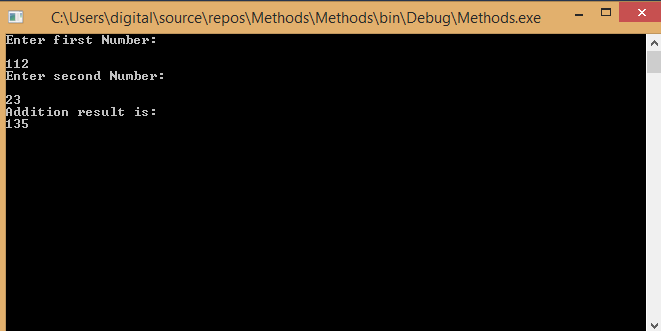 C:\Users\digital\source\repos\Methods\Methods\bin\Debug\Methods.exe
Enter first Number:
112
Enter second Number:
23
Addition result is:
135